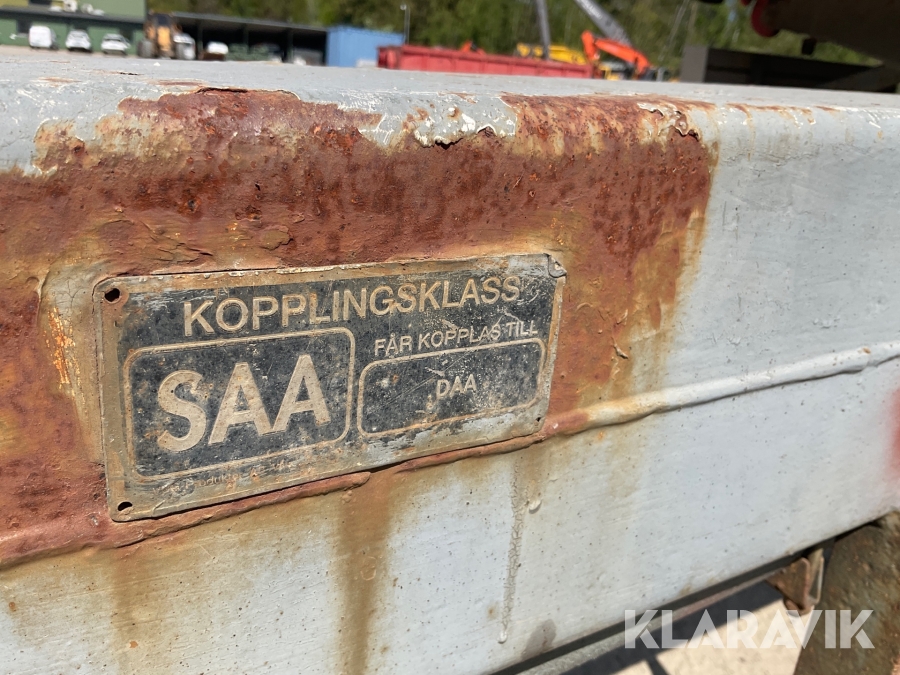 KOPPLINGSKLASS
SAA
FÅR KOPPLAS TILL
DAA
KLARAVIK